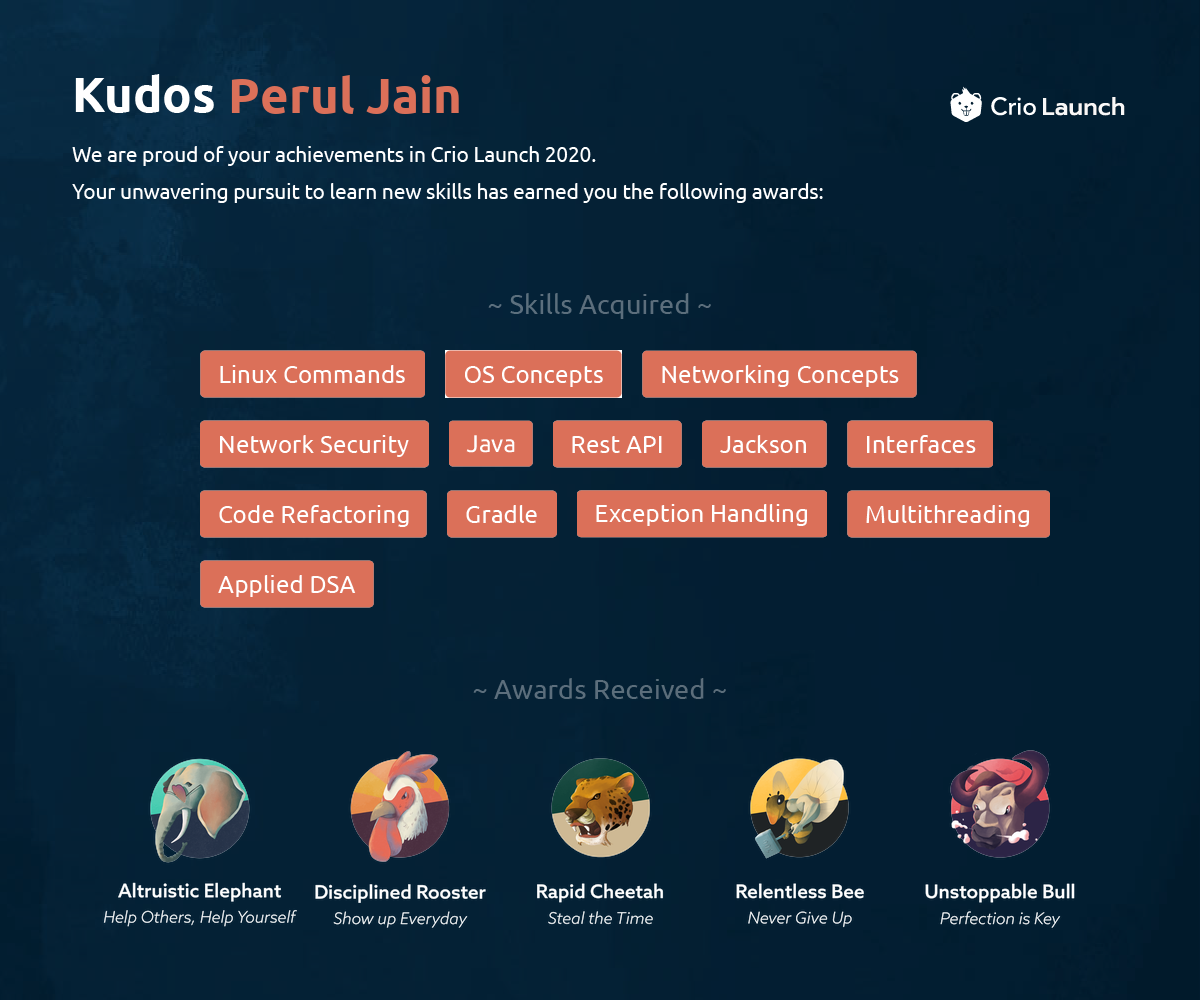 Kudos Perul Jain
Crio Launch
We are proud of your achievements in Crio Launch 2020.
Your unwavering pursuit to learn new skills has earned you the following awards:
~ Skills Acquired ~
Linux Commands OS Concepts Networking Concepts
Network Security Java Rest API Jackson Interfaces
Code Refactoring Gradle Exception Handling Multithreading
Applied DSA
~ Awards Received ~
Altruistic Elephant Disciplined Rooster Rapid Cheetah Relentless Bee Unstoppable Bull
Help Others, Help Yourself Show up Everyday Steal the Time Never Give Up Perfection is Key